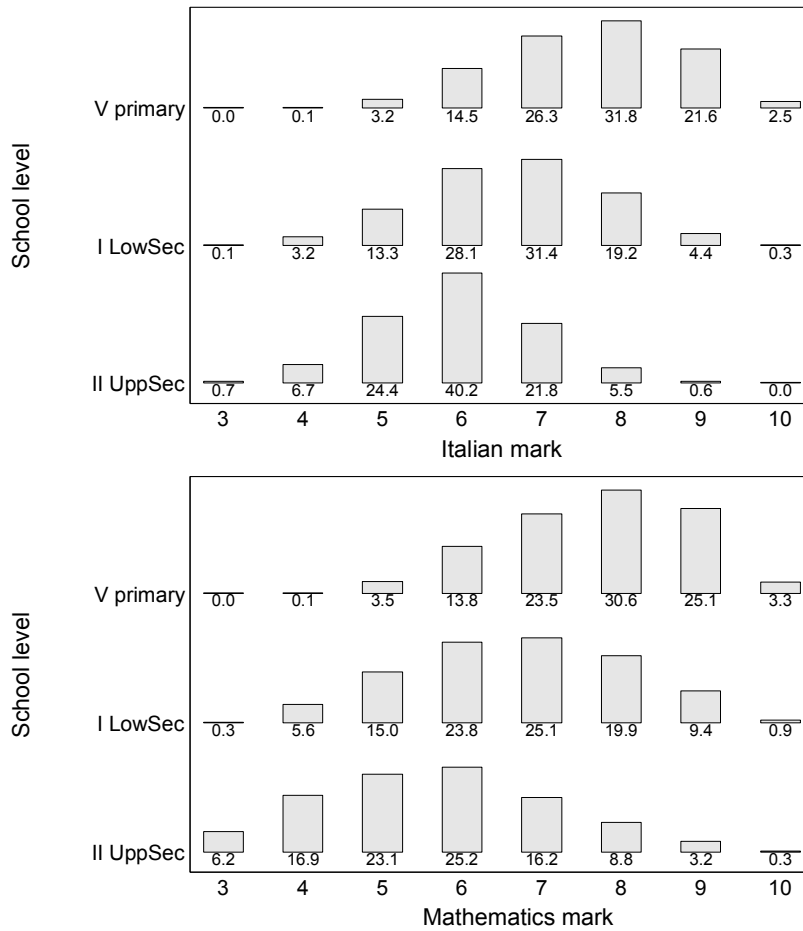 School level
V primary
0.0 0.1 3.2 14.5 26.3 31.8 21.6 2.5
I LowSec
0.1 3.2 13.3 28.1 31.4 19.2 4.4 0.3
II UppSec
0.7 6.7 24.4 40.2 21.8 5.5 0.6 0.0
3 4 5 6 7 8 9 10
Italian mark
School level
V primary
0.0 0.1 3.5 13.8 23.5 30.6 25.1 3.3
I LowSec
0.3 5.6 15.0 23.8 25.1 19.9 9.4 0.9
II UppSec
6.2 16.9 23.1 25.2 16.2 8.8 3.2 0.3
3 4 5 6 7 8 9 10
Mathematics mark